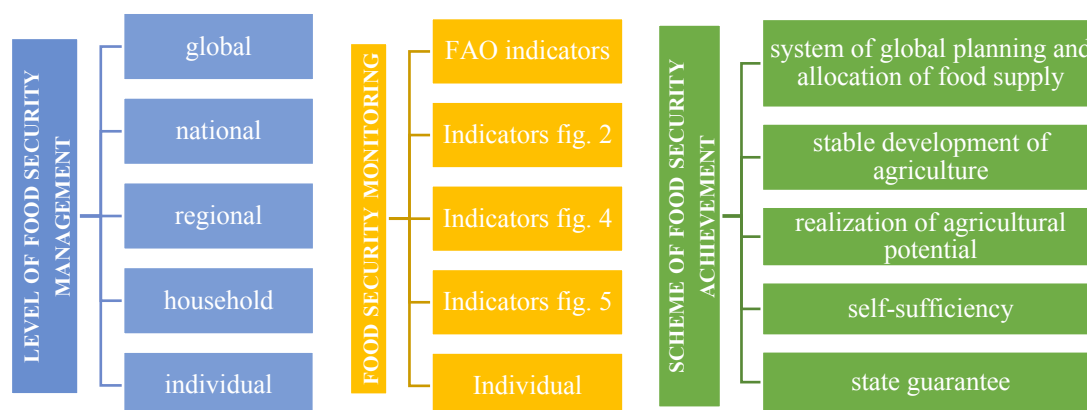 LEVEL OF FOOD SECURITY
MANAGEMENT
global
national
regional
household
individual
FOOD SECURITY MONITORING
FAO indicators
Indicators fig. 2
Indicators fig. 4
Indicators fig. 5
Individual
SCHEME OF FOOD SECURITY
ACHIEVEMENT
system of global planning and
allocation of food supply
stable development of
agriculture
realization of agricultural
potential
self-sufficiency
state guarantee